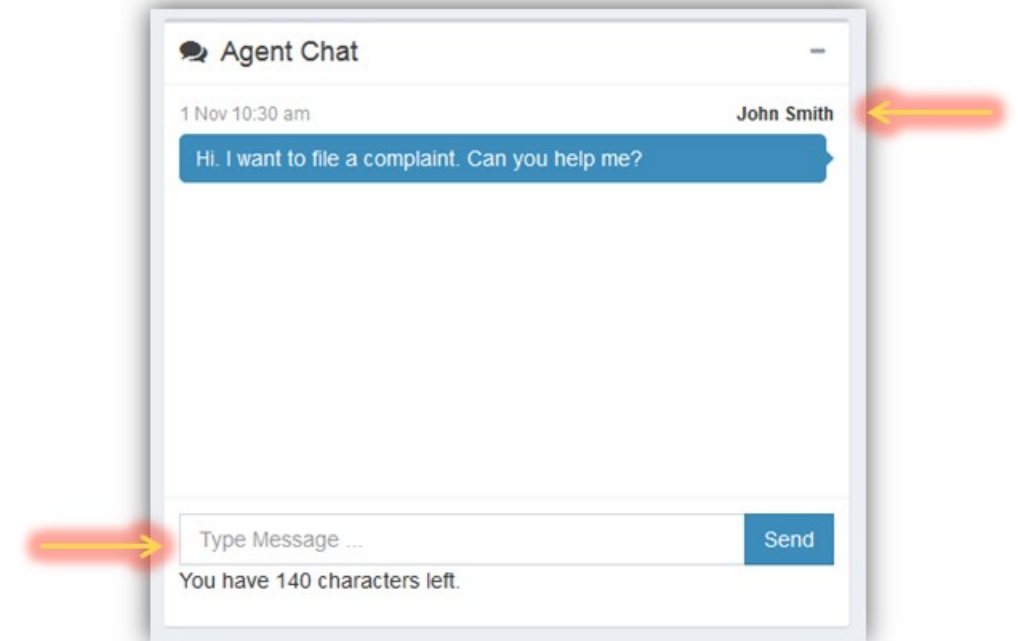 Agent Chat
1 Nov 10:30 am John Smith
Hi. I want to file a complaint. Can you help me?
Type Message ... Send
You have 140 characters left.